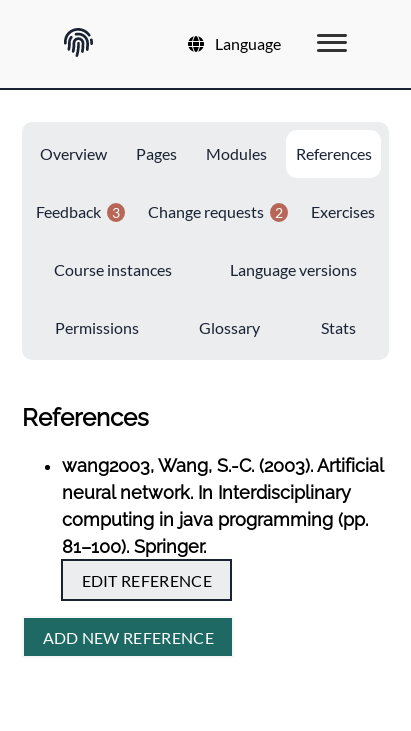 Language
Overview Pages Modules References
Feedback 3 Change requests 2 Exercises
Course instances Language versions
Permissions Glossary Stats
References
wang2003, Wang, S.-C. (2003). Artificial
neural network. In Interdisciplinary
computing in java programming (pp.
81–100). Springer.
EDIT REFERENCE
ADD NEW REFERENCE